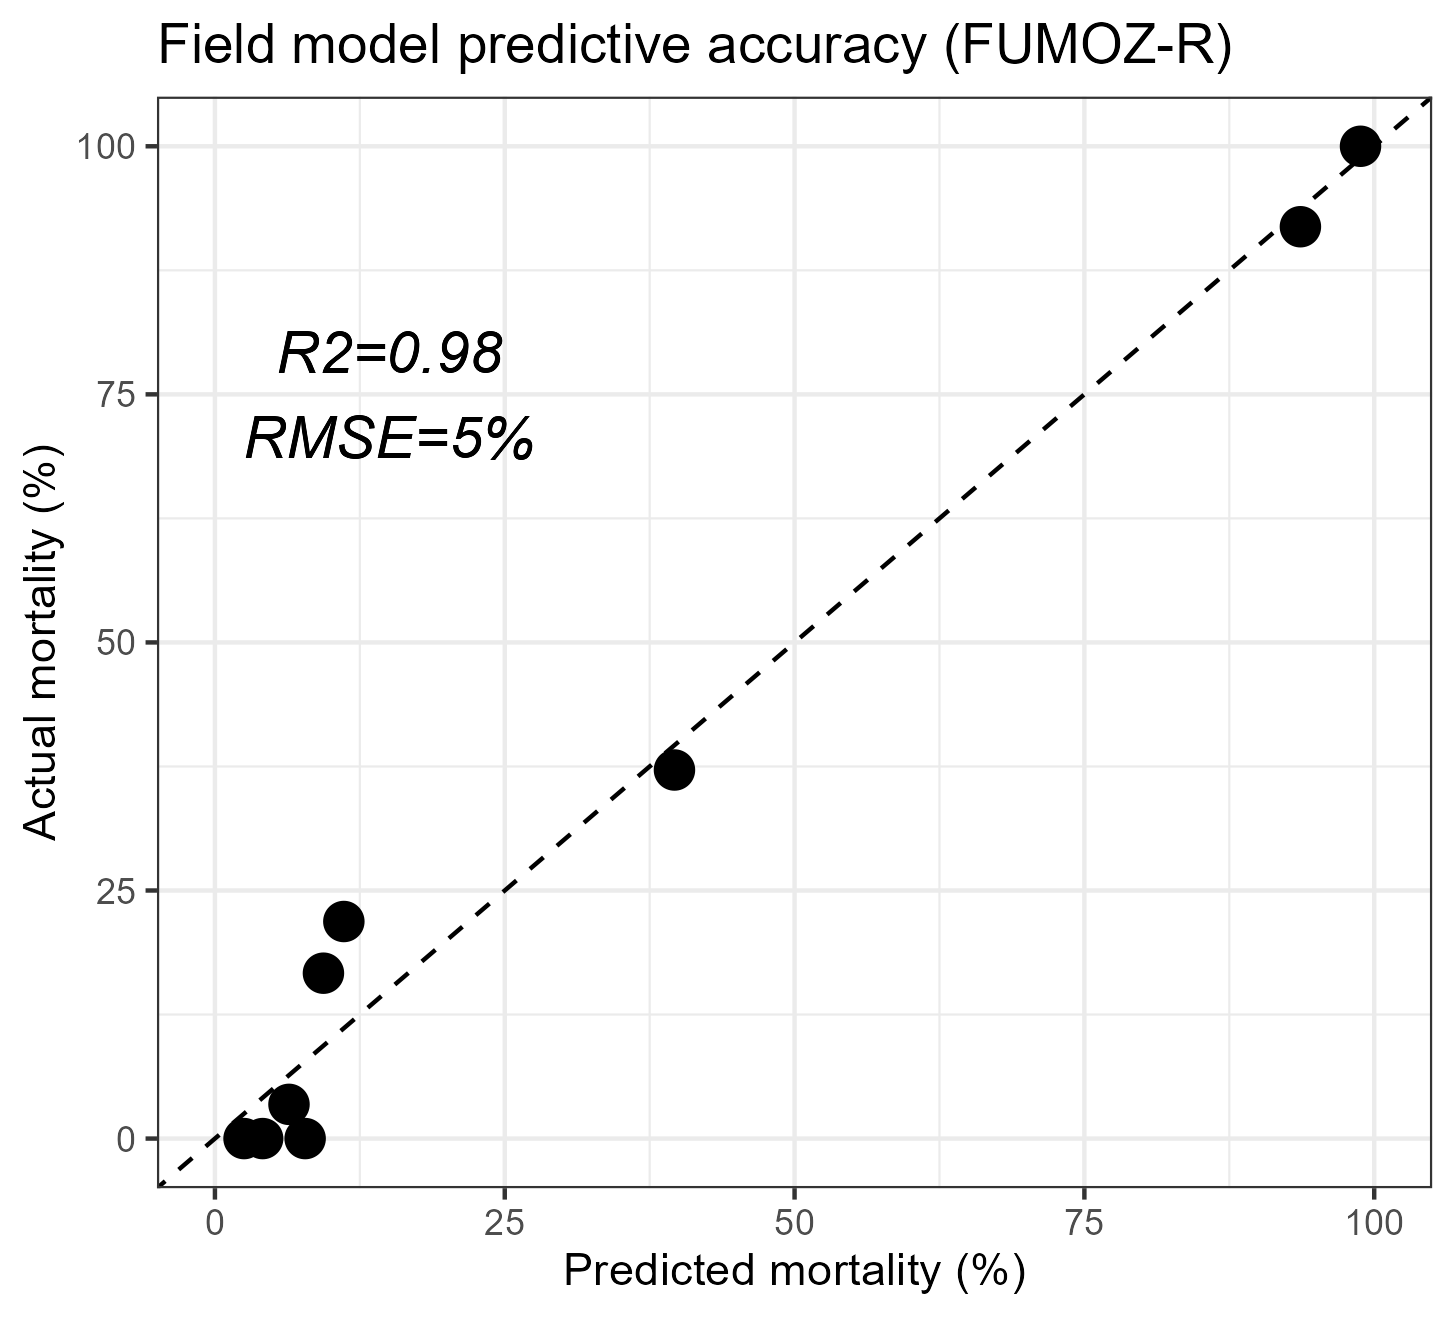 Field model predictive accuracy (FUMOZ-R)
100
75
50
25
0
Actual mortality (%)
R2=0.98
RMSE=5%
0 25 50 75 100
Predicted mortality (%)